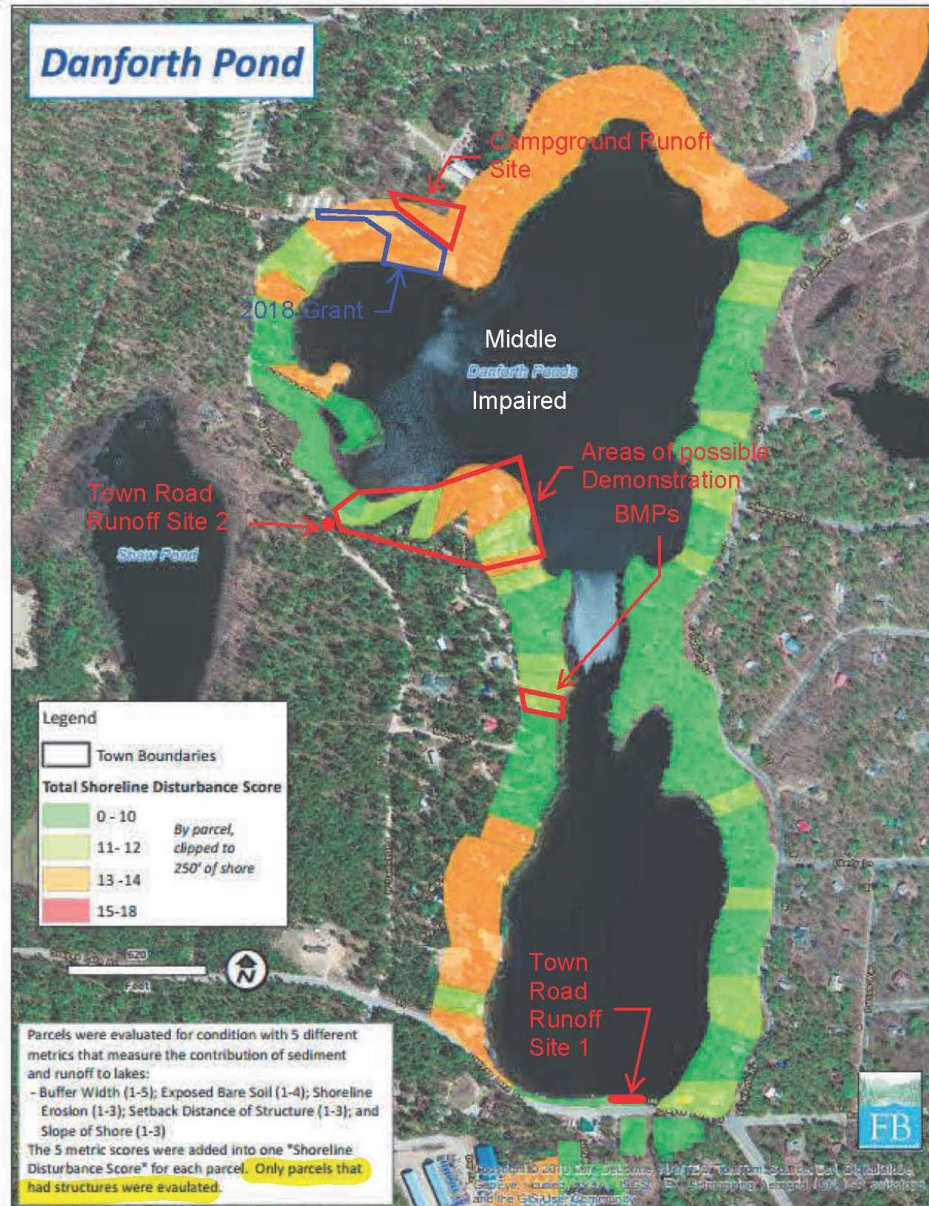 Danforth Pond
Campground Runoff
Site
2018 Grant
Middle
Danforth Ponds
Impaired
Areas of possible
Demonstration
BMPs
Town Road
Runoff Site 2
Shaw Pond
Legend
Town Boundaries
Total Shoreline Disturbance Score
0 - 10
11- 12
13 -14
15-18
By parcel,
clipped to
250' of shore
620
Feet
N
Town
Road
Runoff
Site 1
Parcels were evaluated for condition with 5 different
metrics that measure the contribution of sediment
and runoff to lakes:
- Buffer Width (1-5); Exposed Bare Soil (1-4); Shoreline
Erosion (1-3); Setback Distance of Structure (1-3); and
Slope of Shore (1-3)
The 5 metric scores were added into one "Shoreline
Disturbance Score" for each parcel. Only parcels that
had structures were evaulated.
FB
and the GIS User Community